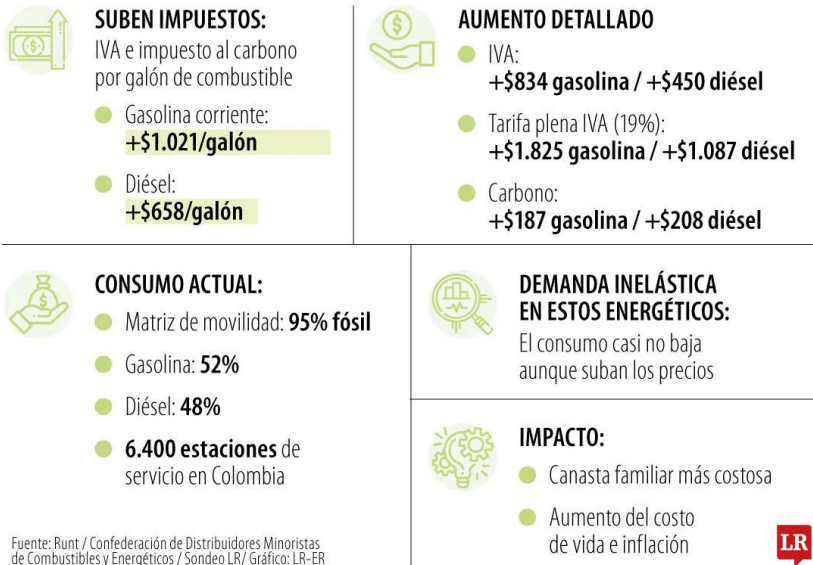 SUBEN IMPUESTOS:
IVA e impuesto al carbono
por galón de combustible
Gasolina corriente:
+$1.021/galón
Diésel:
+$658/galón
AUMENTO DETALLADO
IVA:
+$834 gasolina / +$450 diésel
Tarifa plena IVA (19%):
+$1.825 gasolina / +$1.087 diésel
Carbono:
+$187 gasolina / +$208 diésel
CONSUMO ACTUAL:
Matriz de movilidad: 95% fósil
Gasolina: 52%
Diésel: 48%
6.400 estaciones de
servicio en Colombia
DEMANDA INELÁSTICA
EN ESTOS ENERGÉTICOS:
El consumo casi no baja
aunque suban los precios
IMPACTO:
Canasta familiar más costosa
Aumento del costo
de vida e inflación
Fuente: Runt / Confederación de Distribuidores Minoristas
de Combustibles y Energéticos / Sondeo LR/ Gráfico: LR-ER
LR